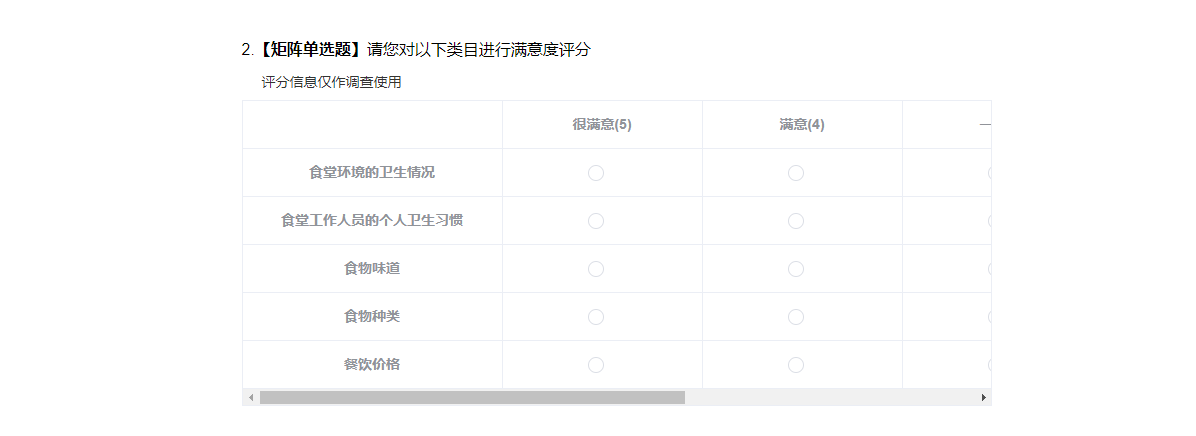 2.【矩阵单选题】请您对以下类目进行满意度评分
评分信息仅作调查使用
很满意(5) 满意(4)
食堂环境的卫生情况
食堂工作人员的个人卫生习惯
食物味道
食物种类
餐饮价格